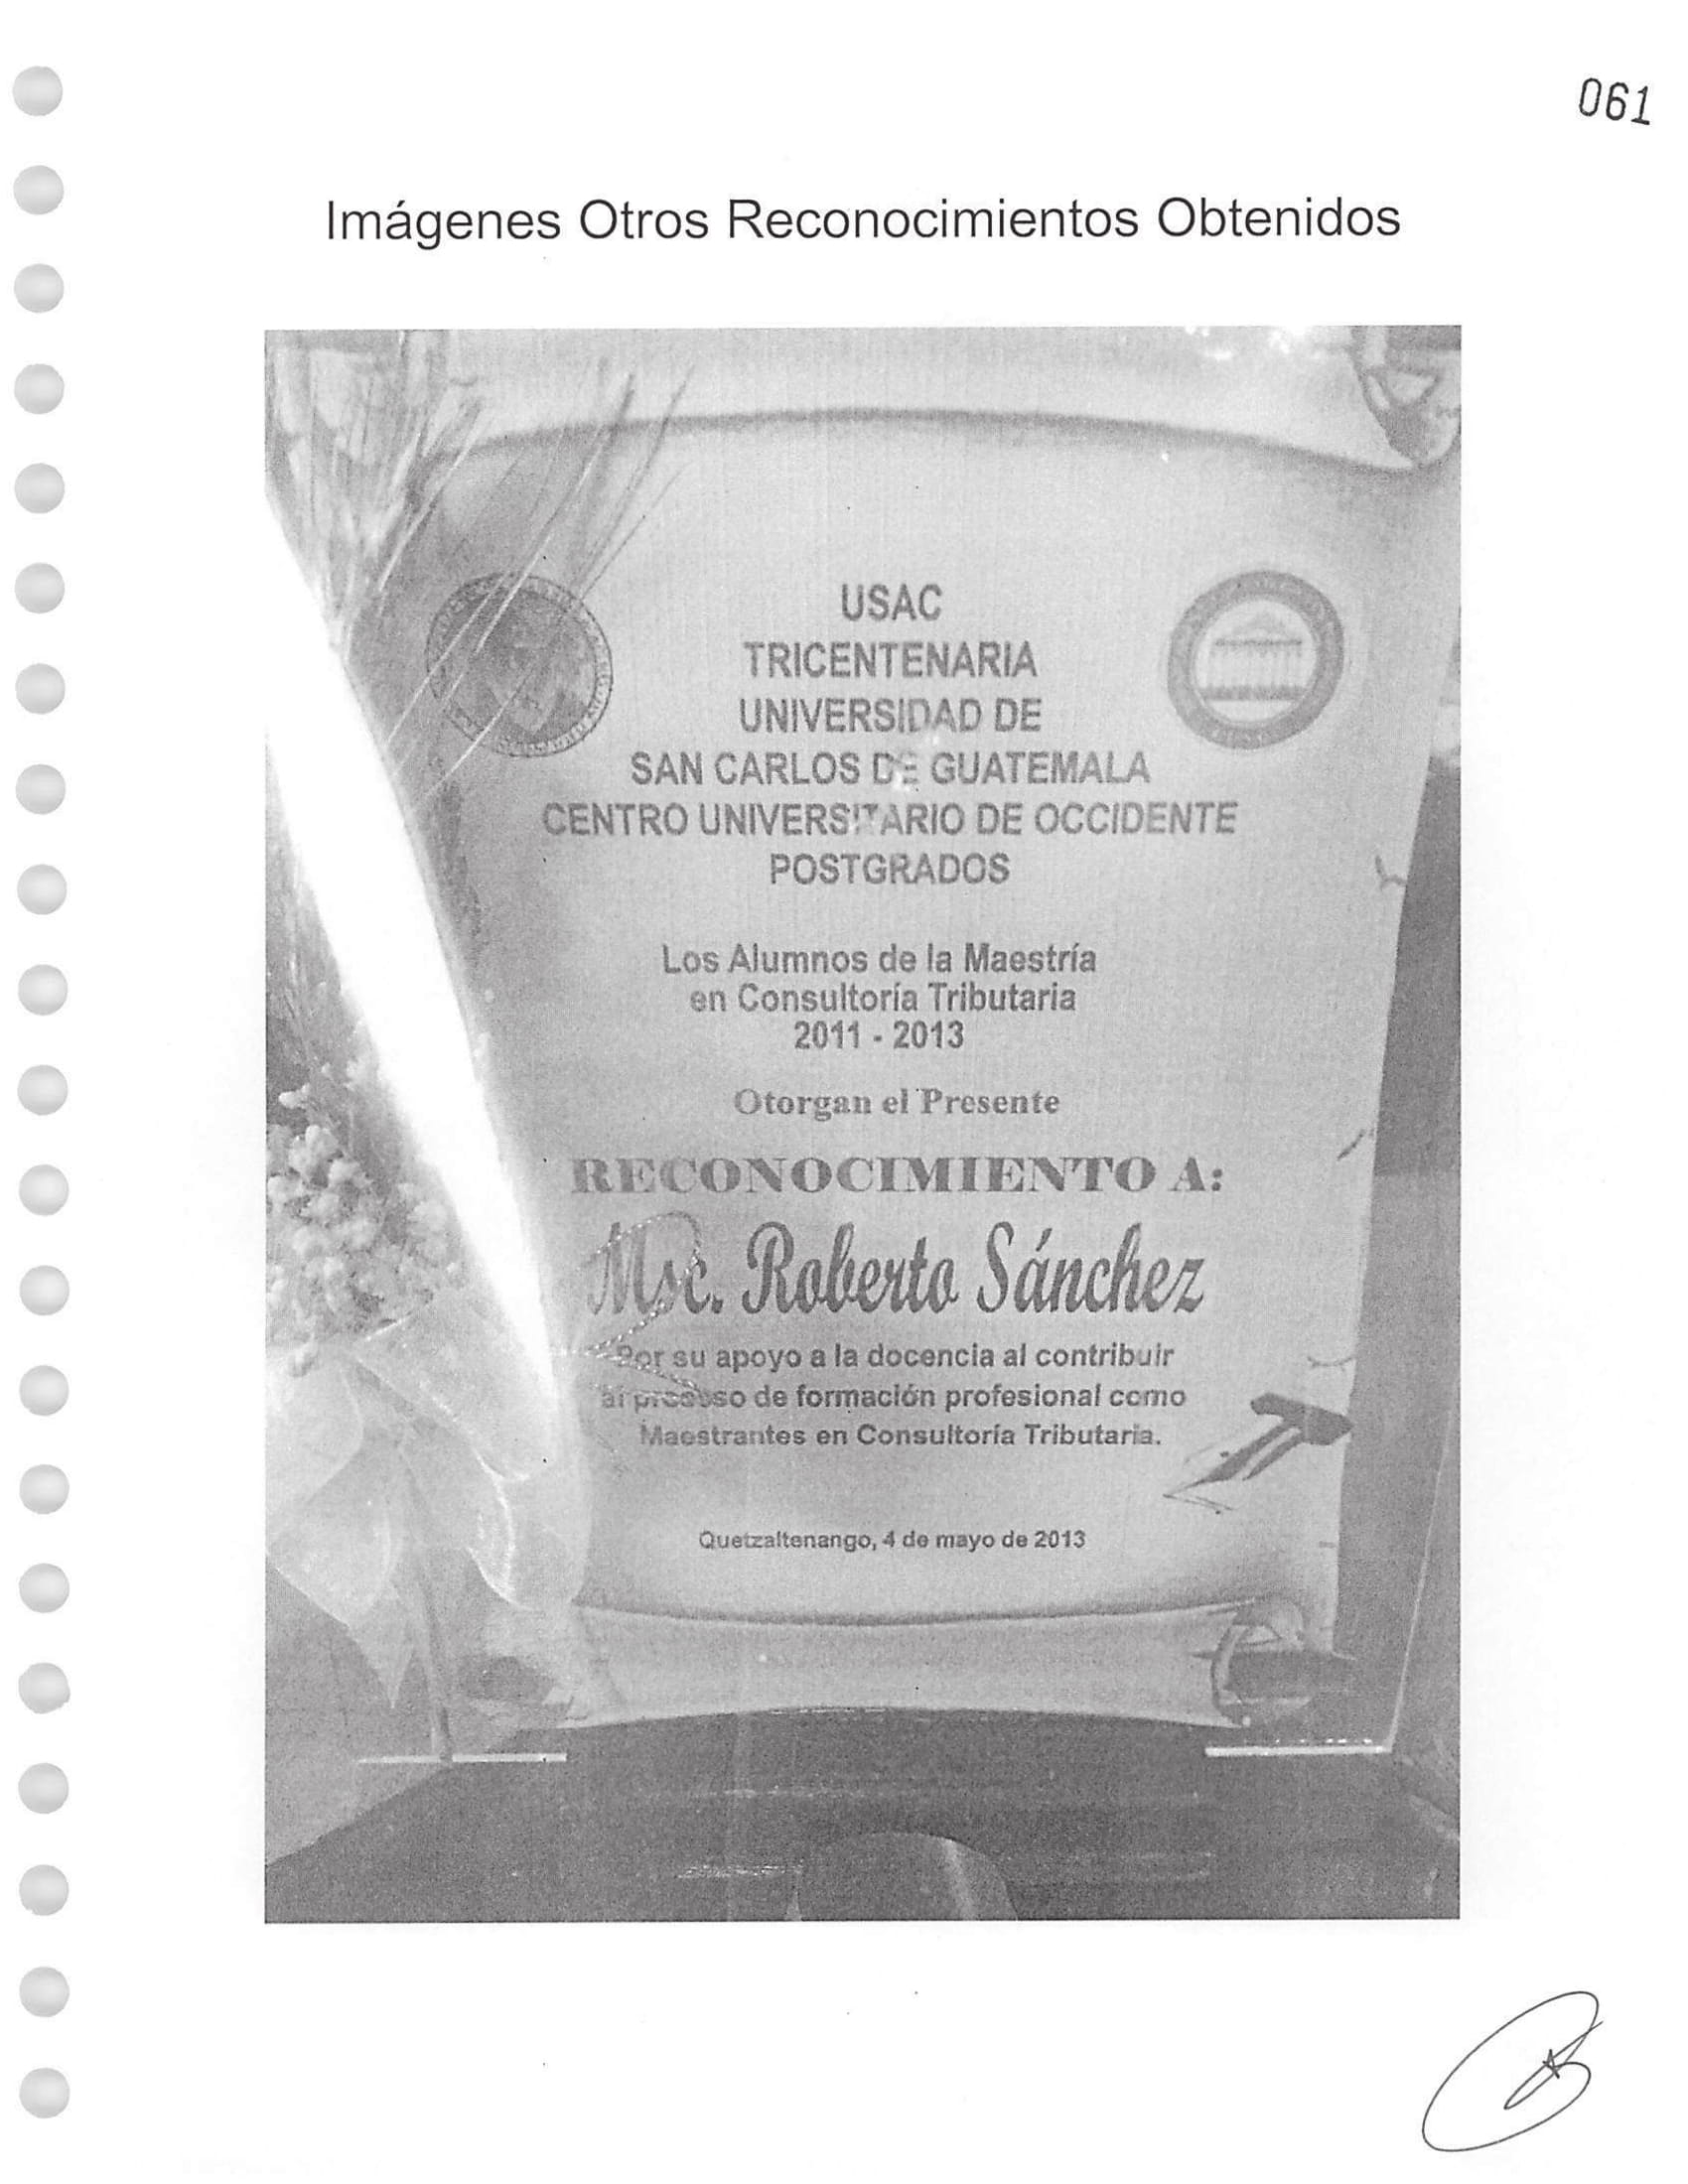 061
Imágenes Otros Reconocimientos Obtenidos
USAC
TRICENTENARIA
UNIVERSIDAD DE
SAN CARLOS DE GUATEMALA
CENTRO UNIVERSITARIO DE OCCIDENTE
POSTGRADOS
Los Alumnos de la Maestría
en Consultoría Tributaria
2011 - 2013
Otorgan el Presente
RECONOCIMIENTO A:
Msc. Roberto Sánchez
Por su apoyo a la docencia al contribuir
al proceso de formación profesional como
Maestrantes en Consultoría Tributaria.
Quetzaltenango, 4 de mayo de 2013